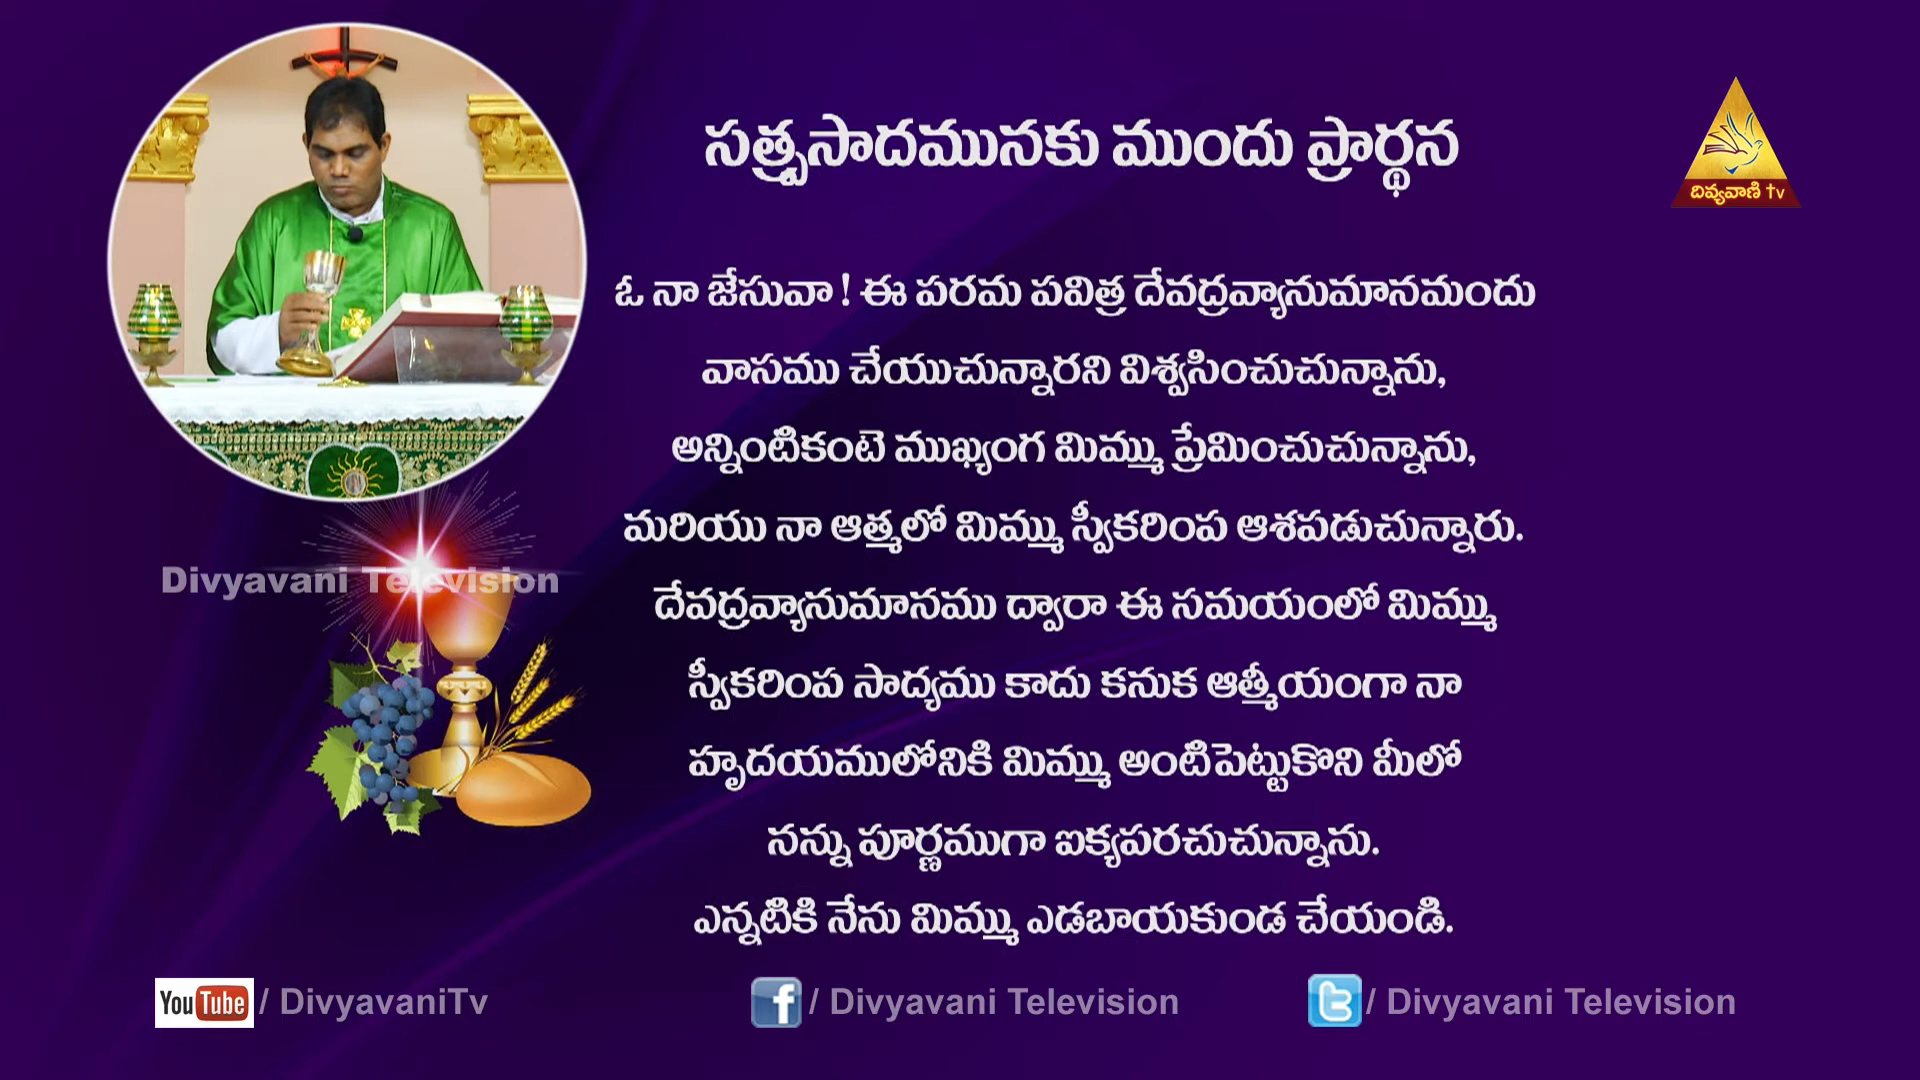 సత్ప్రసాదమునకు ముందు ప్రార్థన
దివ్యవాణి tv
ఓ నా జేసువా ! ఈ పరమ పవిత్ర దేవద్రవ్యానుమానమందు
వాసము చేయుచున్నారని విశ్వసించుచున్నాను,
అన్నింటికంటె ముఖ్యంగ మిమ్ము ప్రేమించుచున్నాను,
మరియు నా ఆత్మలో మిమ్ము స్వీకరింప ఆశపడుచున్నారు.
Divyavani Television
దేవద్రవ్యానుమానము ద్వారా ఈ సమయంలో మిమ్ము
స్వీకరింప సాద్యము కాదు కనుక ఆత్మీయంగా నా
హృదయములోనికి మిమ్ము అంటిపెట్టుకొని మీలో
నన్ను పూర్ణముగా ఐక్యపరచుచున్నాను.
ఎన్నటికి నేను మిమ్ము ఎడబాయకుండ చేయండి.
YouTube / DivyavaniTv
f / Divyavani Television
t / Divyavani Television